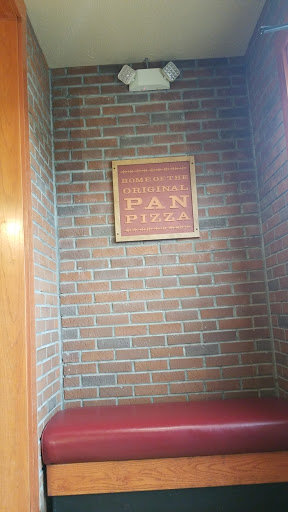 HOME OF THE
ORIGINAL
PAN
PIZZA